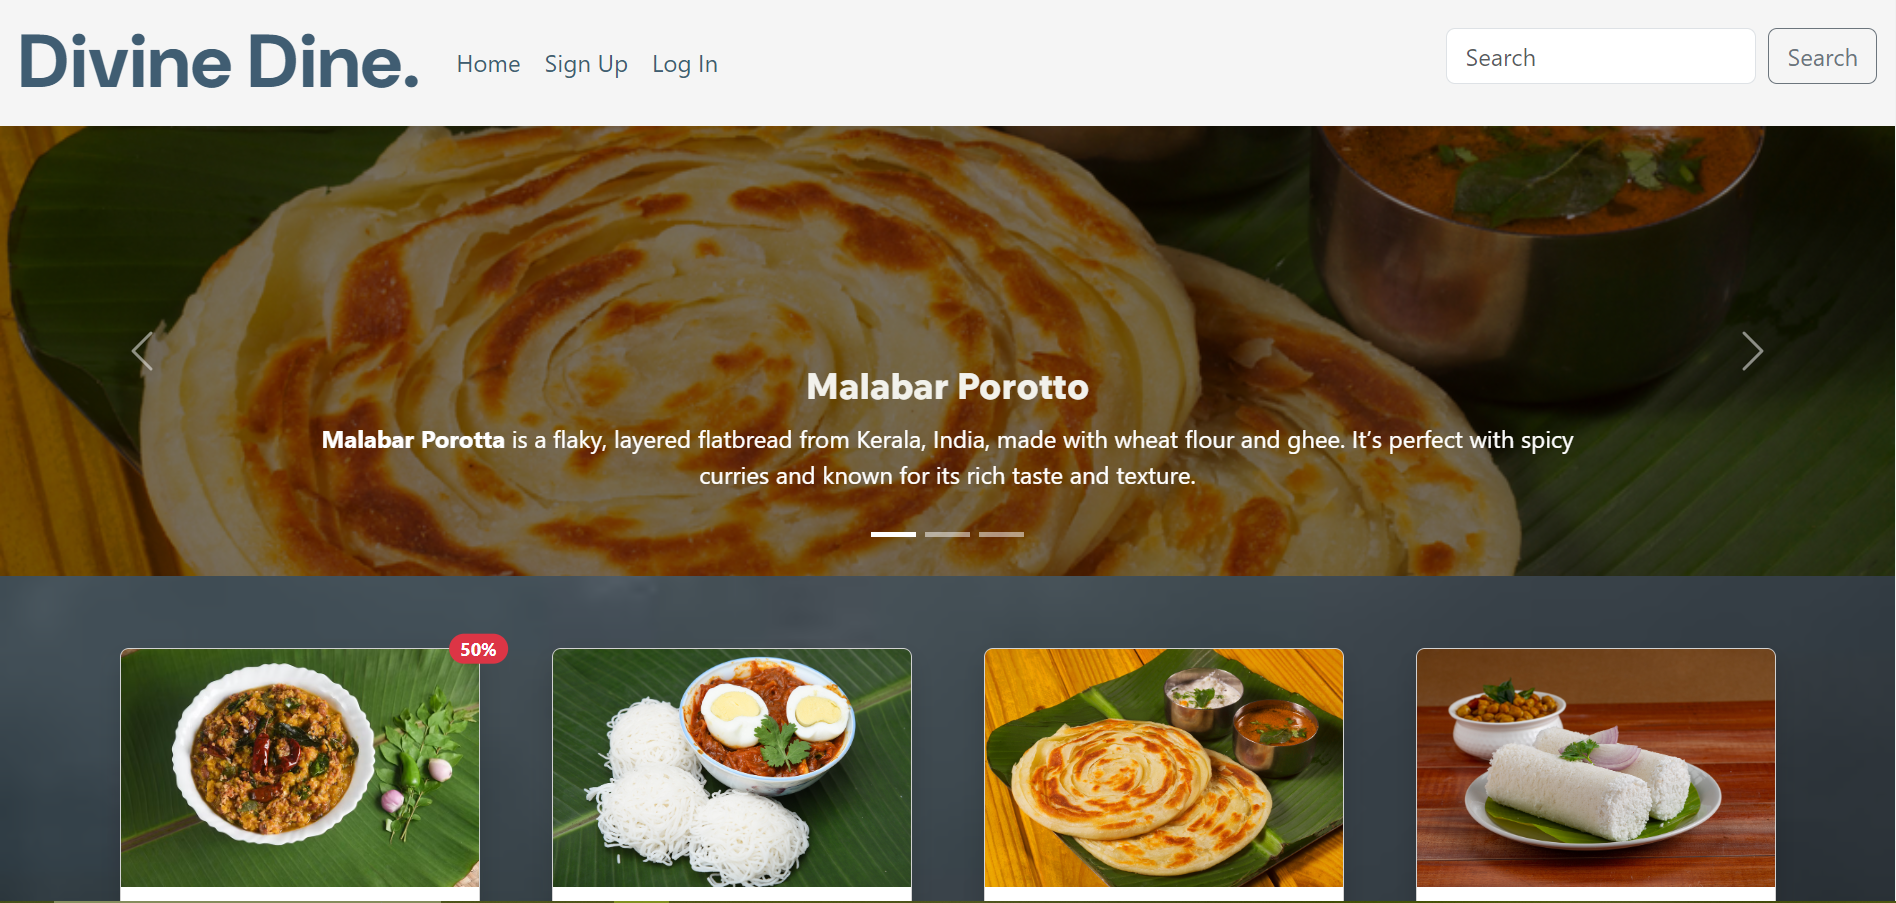 Divine Dine.
Home
Sign Up
Log In
Search
Search
Malabar Porotto
Malabar Porotta is a flaky, layered flatbread from Kerala, India, made with wheat flour and ghee. It’s perfect with spicy
curries and known for its rich taste and texture.
50%